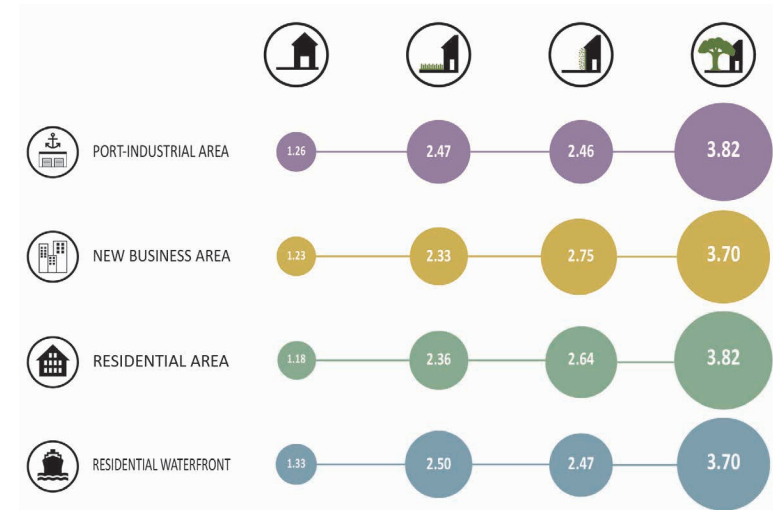 PORT-INDUSTRIAL AREA 1.26 2.47 2.46 3.82
NEW BUSINESS AREA 1.23 2.33 2.75 3.70
RESIDENTIAL AREA 1.18 2.36 2.64 3.82
RESIDENTIAL WATERFRONT 1.33 2.50 2.47 3.70